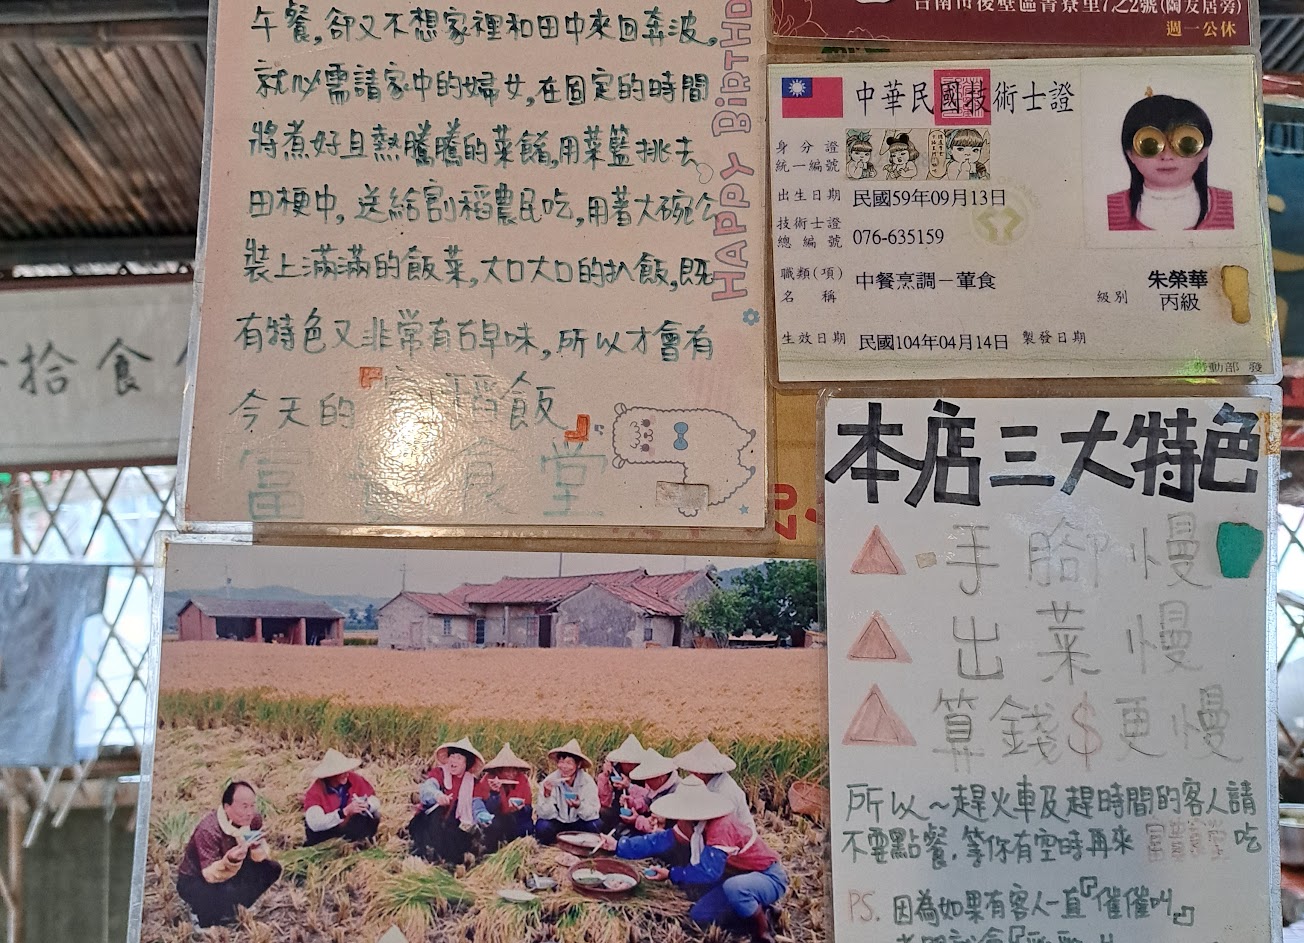 午餐,卻又不想家裡和田中來回奔波,
就必需請家中的婦女,在固定的時間
將煮好且熱騰騰的菜餚,用菜籃挑去
田梗中,送給割稻農民吃,用著大碗公
裝上滿滿的飯菜,大口大口的扒飯,既
有特色又非常有古早味,所以才會有
今天的割稻飯
富貴食堂
HAPPY BIRTHD
台南市後壁區菁寮里7之2號(陶友居旁)
週一公休
中華民國技術士證
身分證
統一編號
出生日期 民國59年09月13日
技術士證
總編號 076-635159
職類(項)
名稱 中餐烹調－葷食
級別
朱榮華
丙級
生效日期 民國104年04月14日 製發日期
勞動部 發
拾食
本店三大特色
手腳慢
出菜慢
算錢$更慢
所以~趕火車及趕時間的客人請
不要點餐,等你有空時再來富貴食堂吃
PS. 因為如果有客人一直『催催叫』